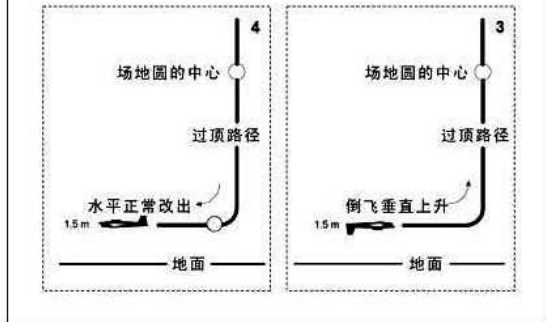 4
场地圆的中心
过顶路径
水平正常改出
1.5 m
地面
3
场地圆的中心
过顶路径
倒飞垂直上升
1.5 m
地面